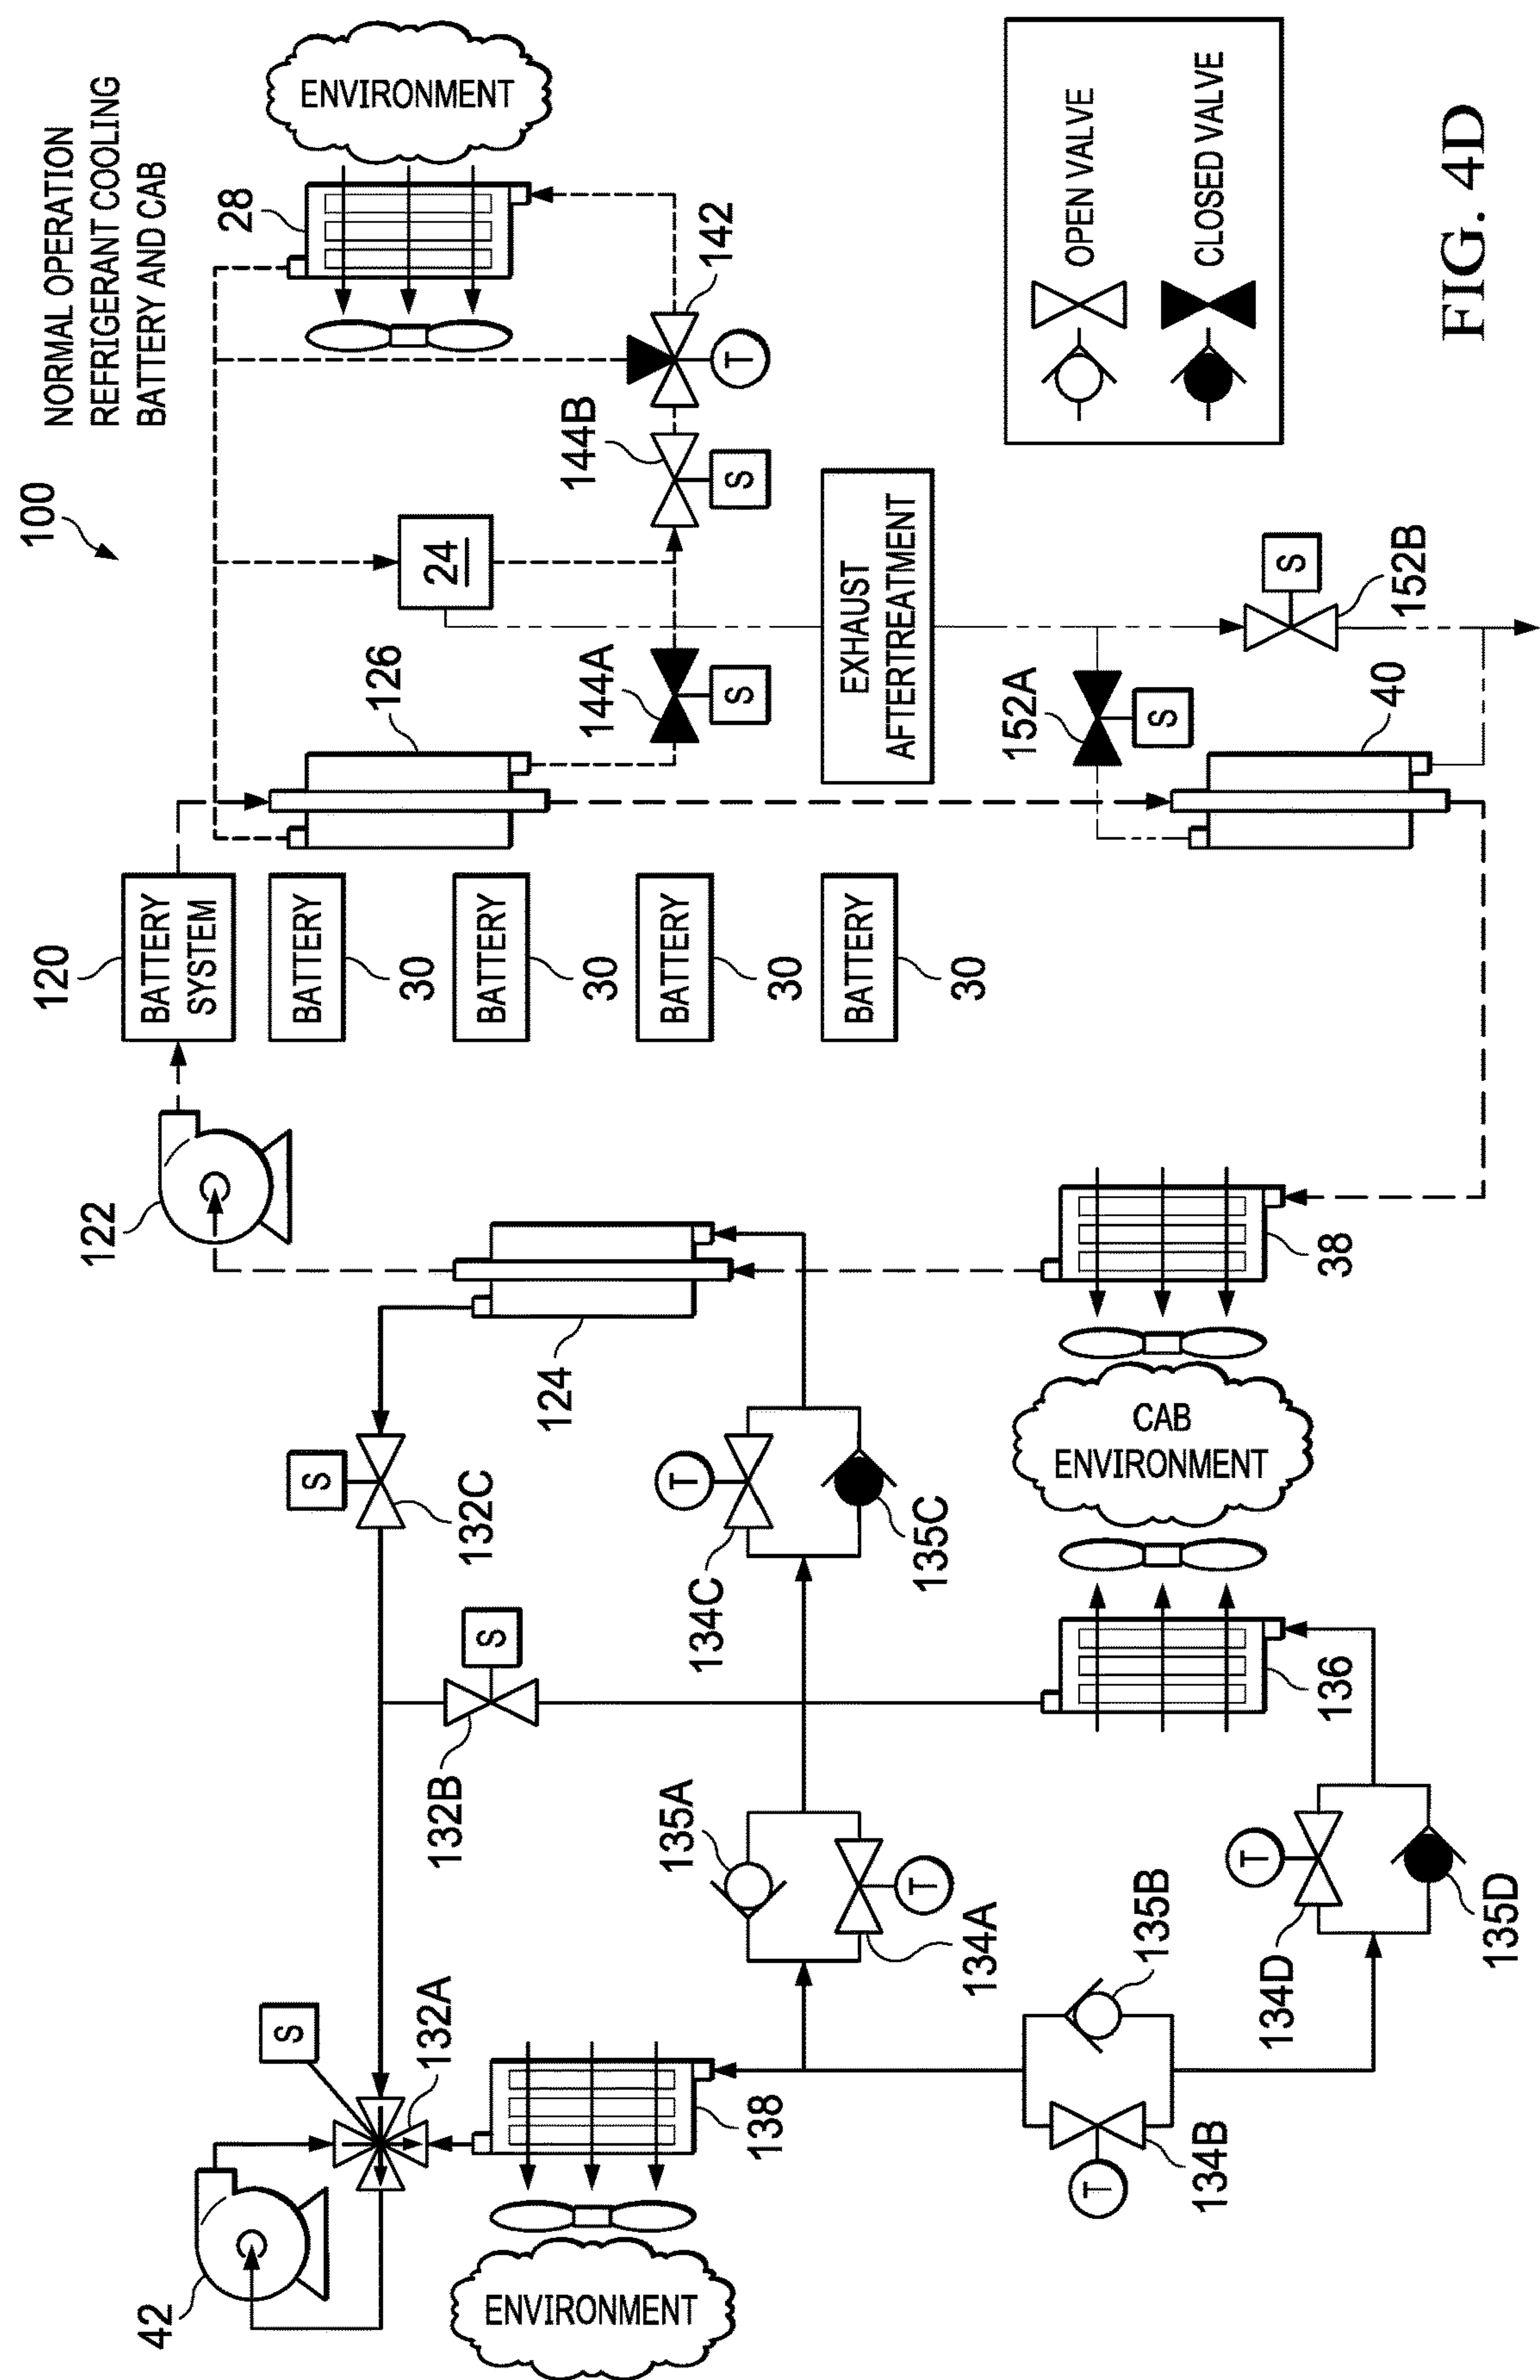 NORMAL OPERATION
REFRIGERANT COOLING
BATTERY AND CAB
100
42
S
132A
ENVIRONMENT
138
132B
S
S
132C
122
120
BATTERY
SYSTEM
BATTERY
30
BATTERY
30
BATTERY
30
BATTERY
30
124
126
24
28
ENVIRONMENT
142
T
144B
S
144A
S
135A
134A
T
T
134C
135C
T
134B
135B
T
134D
135D
136
CAB
ENVIRONMENT
38
EXHAUST
AFTERTREATMENT
152A
S
40
S
152B
OPEN VALVE
CLOSED VALVE
FIG. 4D